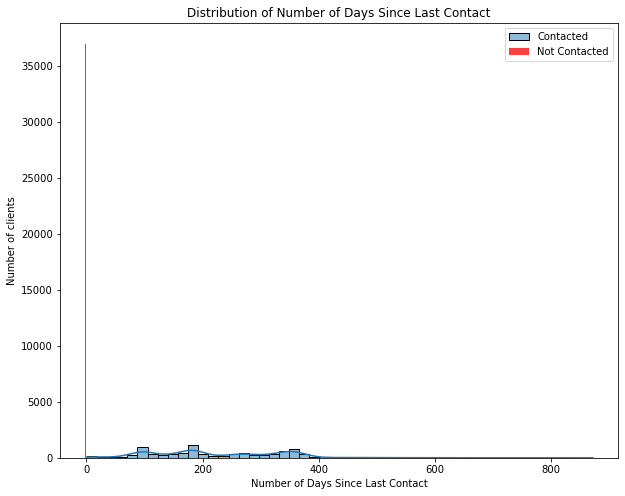 Distribution of Number of Days Since Last Contact
Contacted
Not Contacted
35000
30000
25000
20000
15000
10000
5000
0
Number of clients
0 200 400 600 800
Number of Days Since Last Contact